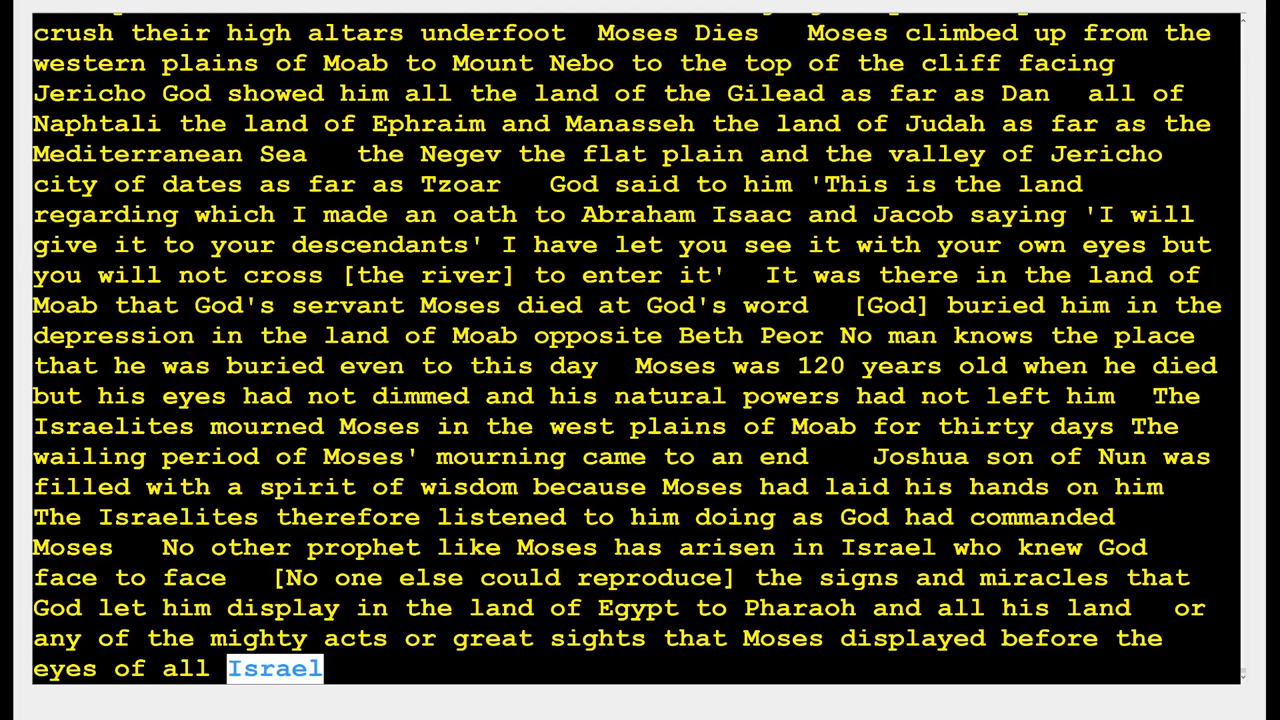 crush their high altars underfoot  Moses Dies   Moses climbed up from the
western plains of Moab to Mount Nebo to the top of the cliff facing
Jericho God showed him all the land of the Gilead as far as Dan   all of
Naphtali the land of Ephraim and Manasseh the land of Judah as far as the
Mediterranean Sea   the Negev the flat plain and the valley of Jericho
city of dates as far as Tzoar   God said to him 'This is the land
regarding which I made an oath to Abraham Isaac and Jacob saying 'I will
give it to your descendants' I have let you see it with your own eyes but
you will not cross [the river] to enter it'   It was there in the land of
Moab that God's servant Moses died at God's word   [God] buried him in the
depression in the land of Moab opposite Beth Peor No man knows the place
that he was buried even to this day   Moses was 120 years old when he died
but his eyes had not dimmed and his natural powers had not left him   The
Israelites mourned Moses in the west plains of Moab for thirty days The
wailing period of Moses' mourning came to an end    Joshua son of Nun was
filled with a spirit of wisdom because Moses had laid his hands on him
The Israelites therefore listened to him doing as God had commanded
Moses   No other prophet like Moses has arisen in Israel who knew God
face to face   [No one else could reproduce] the signs and miracles that
God let him display in the land of Egypt to Pharaoh and all his land   or
any of the mighty acts or great sights that Moses displayed before the
eyes of all Israel